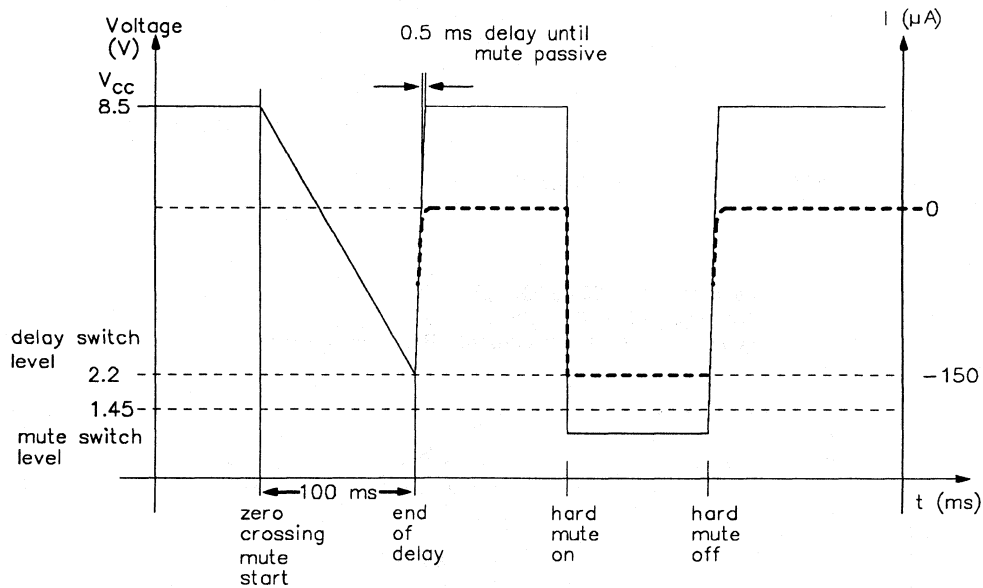 Voltage
(V)
I (µA)
0.5 ms delay until
mute passive
VCC
8.5
0
delay switch
level
2.2
-150
1.45
mute switch
level
100 ms
t (ms)
zero
crossing
mute
start
end
of
delay
hard
mute
on
hard
mute
off